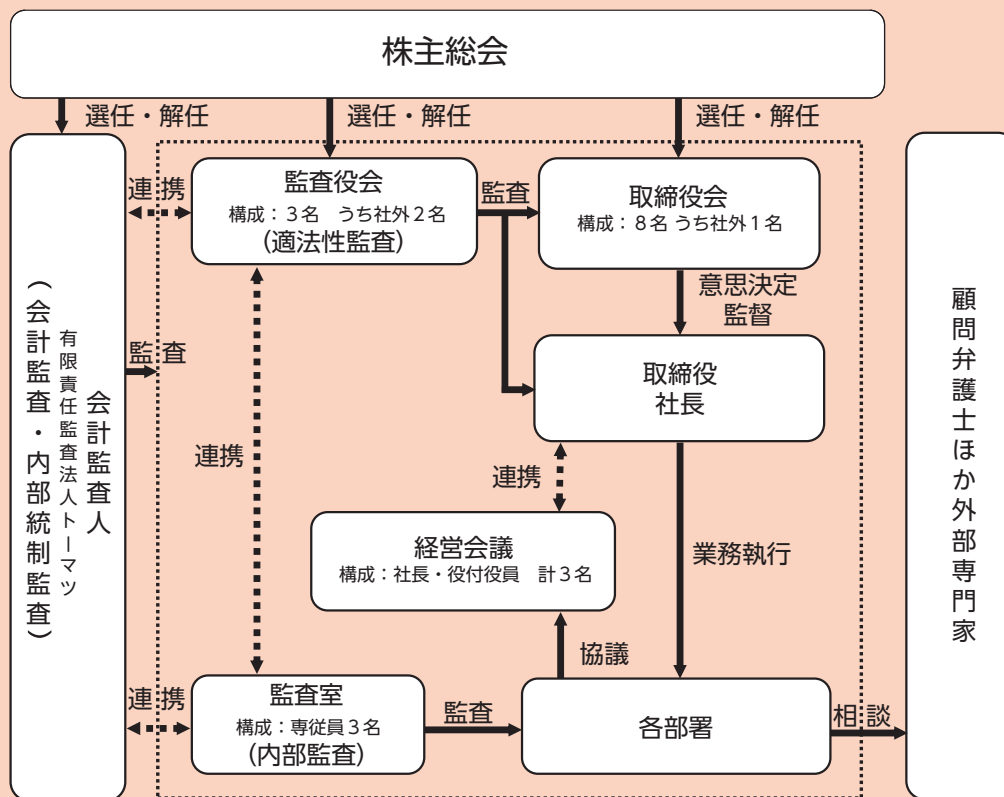 株主総会
選任・解任
選任・解任
選任・解任
連携
監査役会
構成：３名　うち社外２名
(適法性監査)
監査
取締役会
構成：８名 うち社外１名
意思決定
監督
取締役
社長
会計監査人
有限責任監査法人トーマツ
(会計監査・内部統制監査)
監査
連携
連携
経営会議
構成：社長・役付役員　計３名
業務執行
協議
連携
監査室
構成：専従員３名
(内部監査)
監査
各部署
相談
顧問弁護士ほか外部専門家